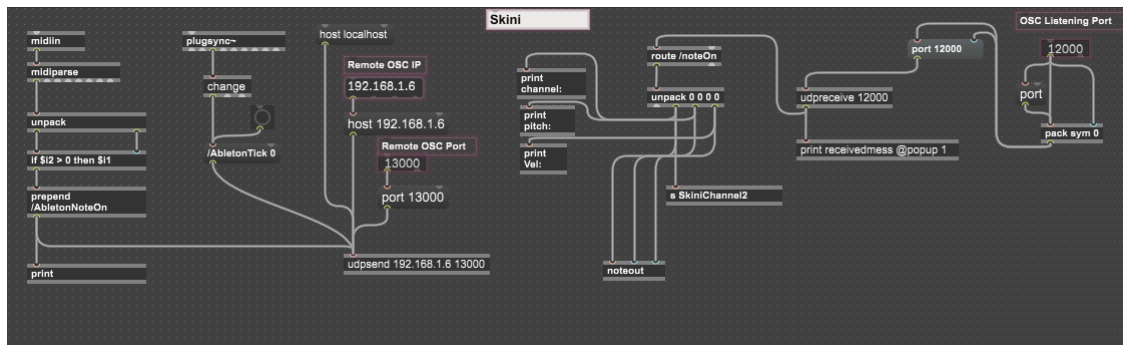 Skini
OSC Listening Port
midiin
plugsync~
host localhost
port 12000
12000
route /noteOn
Remote OSC IP
midiparse
change
192.168.1.6
print
channel:
port
udpreceive 12000
unpack 0 0 0 0
print
pitch:
unpack
host 192.168.1.6
pack sym 0
Remote OSC Port
if $i2 > 0 then $i1
/AbletonTick 0
13000
print
Vel:
print receivedmess @popup 1
prepend
/AbletonNoteOn
port 13000
s SkiniChannel2
print
udpsend 192.168.1.6 13000
noteout